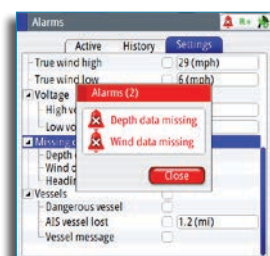 Alarms
Active History Settings
True wind high 29 (mph)
True wind low 6 (mph)
Voltage
Alarms (2)
High v
Depth data missing
Low vo
Wind data missing
Missing
Depth
Wind d
Headin
Close
Vessels
Dangerous vessel
AIS vessel lost 1.2 (mi)
Vessel message